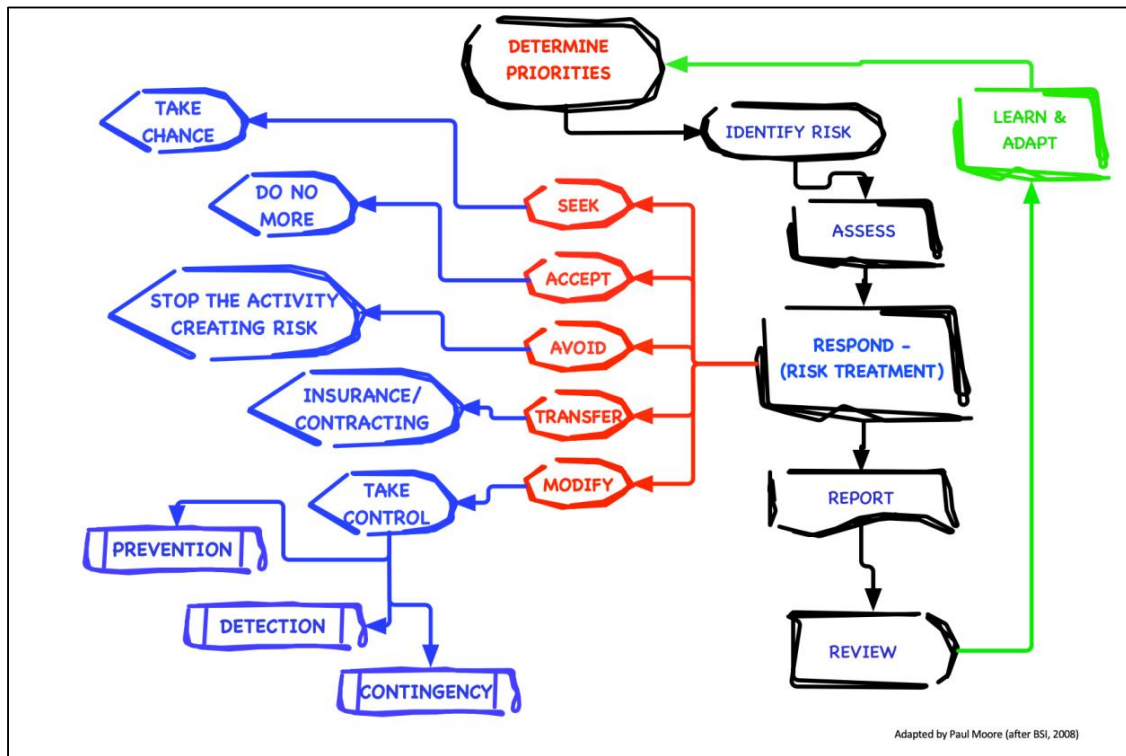 DETERMINE
PRIORITIES
IDENTIFY RISK
LEARN &
ADAPT
ASSESS
RESPOND -
(RISK TREATMENT)
REPORT
REVIEW
SEEK
ACCEPT
AVOID
TRANSFER
MODIFY
TAKE
CHANCE
DO NO
MORE
STOP THE ACTIVITY
CREATING RISK
INSURANCE/
CONTRACTING
TAKE
CONTROL
PREVENTION
DETECTION
CONTINGENCY
Adapted by Paul Moore (after BSI, 2008)